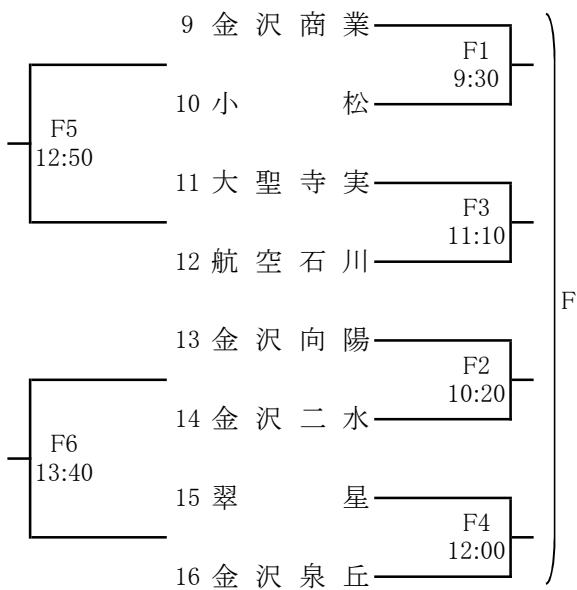 9 金沢商業
F1
9:30
10 小松
F5
12:50
11 大聖寺実
F3
11:10
12 航空石川
F
13 金沢向陽
F2
10:20
14 金沢二水
F6
13:40
15 翠星
F4
12:00
16 金沢泉丘